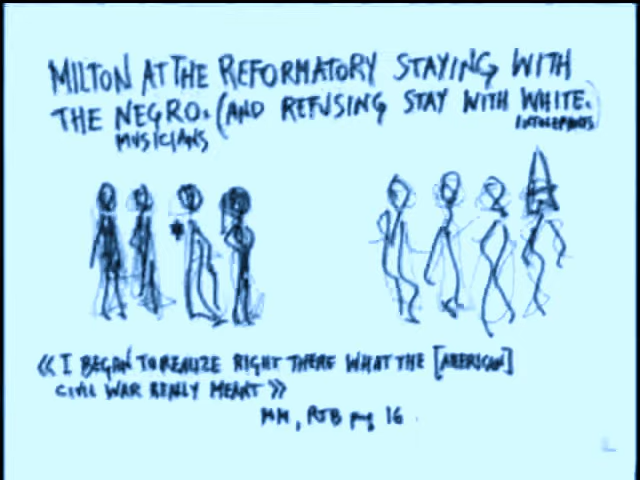 MILTON AT THE REFORMATORY STAYING WITH
THE NEGRO. (AND REFUSING STAY WITH WHITE.)
MUSICIANS INTOLERANTS
« I BEGAN TO REALIZE RIGHT THERE WHAT THE [AMERICAN]
CIVIL WAR REALLY MEANT »
MM, RTB pag 16